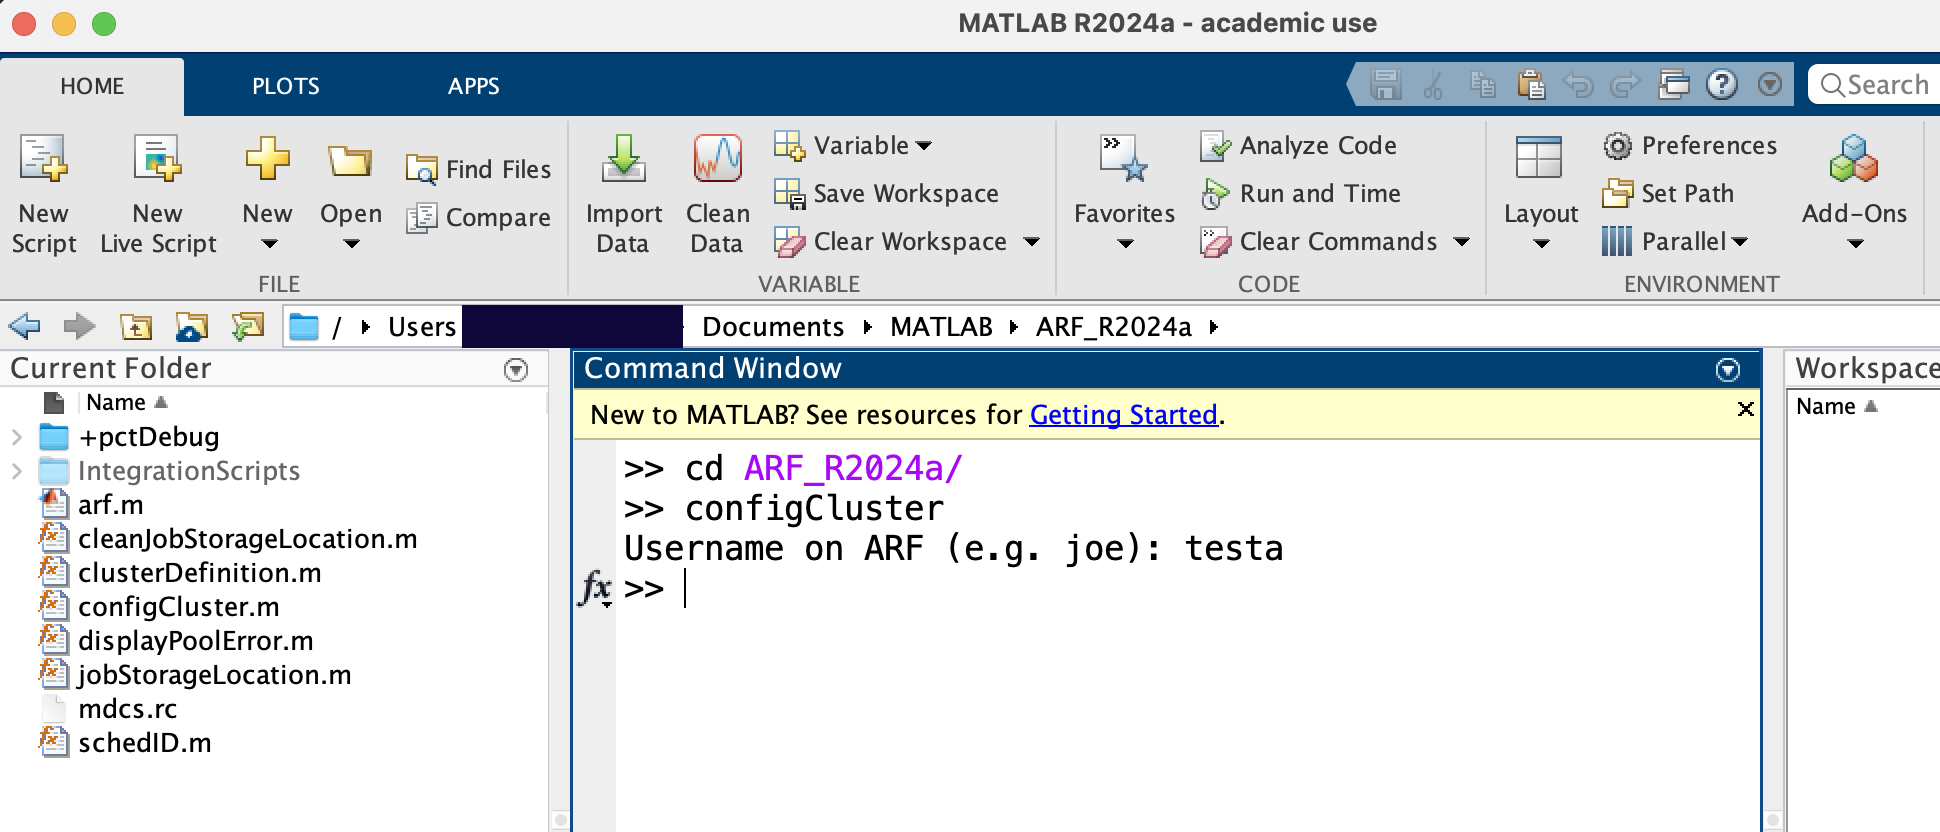 MATLAB R2024a - academic use
HOME PLOTS APPS
Search
New Script
New Live Script
New
Open
Find Files
Compare
FILE
Import Data
Clean Data
Variable
Save Workspace
Clear Workspace
VARIABLE
Favorites
Analyze Code
Run and Time
Clear Commands
CODE
Layout
Preferences
Set Path
Parallel
ENVIRONMENT
Add-Ons
/ Users Documents MATLAB ARF_R2024a
Current Folder
Name
+pctDebug
IntegrationScripts
arf.m
cleanJobStorageLocation.m
clusterDefinition.m
configCluster.m
displayPoolError.m
jobStorageLocation.m
mdcs.rc
schedID.m
Command Window
New to MATLAB? See resources for Getting Started.
>> cd ARF_R2024a/
>> configCluster
Username on ARF (e.g. joe): testa
fx >>
Workspace
Name